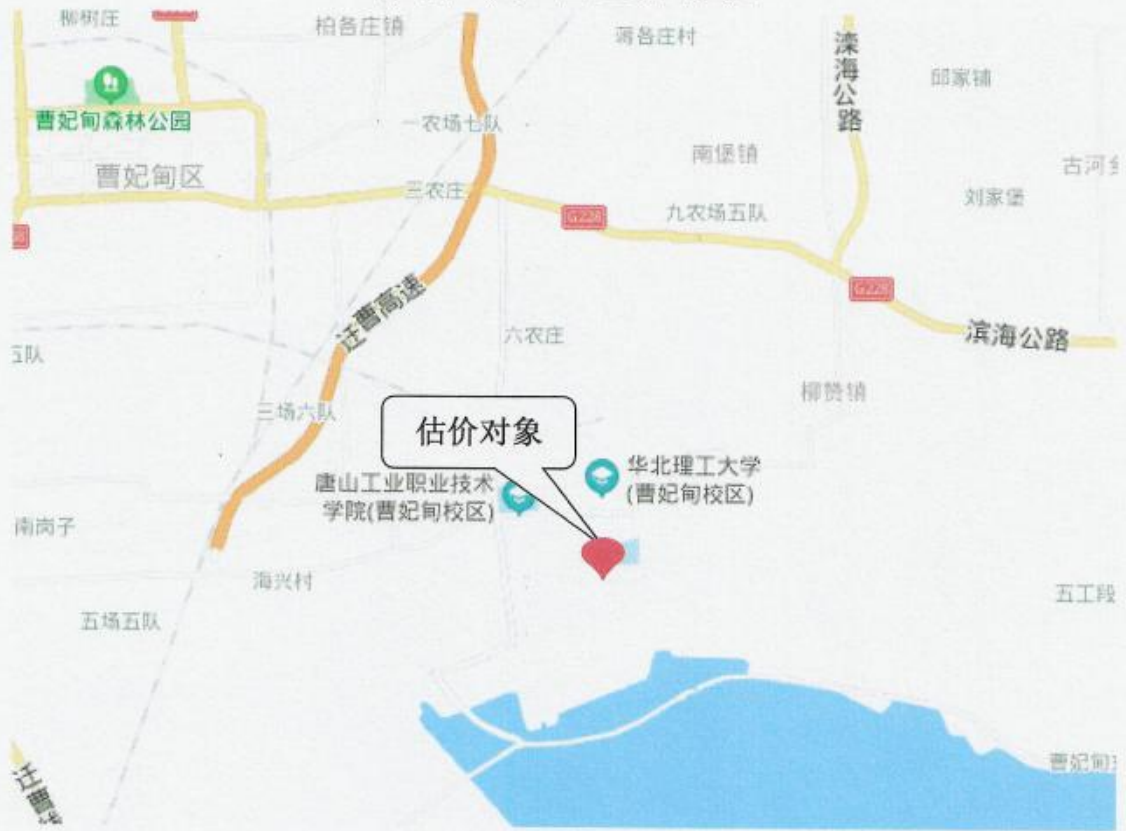 柳树庄
柏各庄镇
蒋各庄村
滦海公路
邱家铺
曹妃甸森林公园
一农场七队
南堡镇
古河
曹妃甸区
三农庄
刘家堡
G228
九农场五队
G228
迁曹高速
六农庄
滨海公路
五队
柳赞镇
三场六队
估价对象
华北理工大学
(曹妃甸校区)
唐山工业职业技术
学院(曹妃甸校区)
南岗子
海兴村
五工段
五场五队
曹妃甸
迁曹